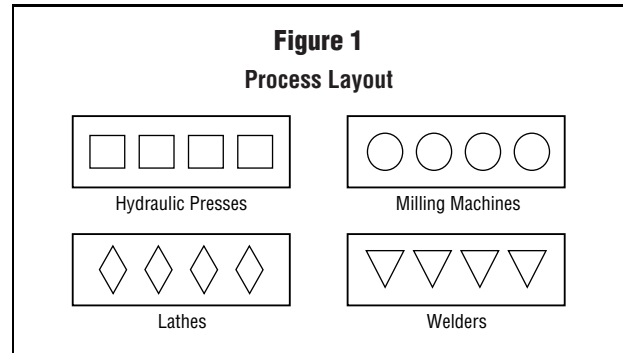 Figure 1
Process Layout
Hydraulic Presses
Milling Machines
Lathes
Welders